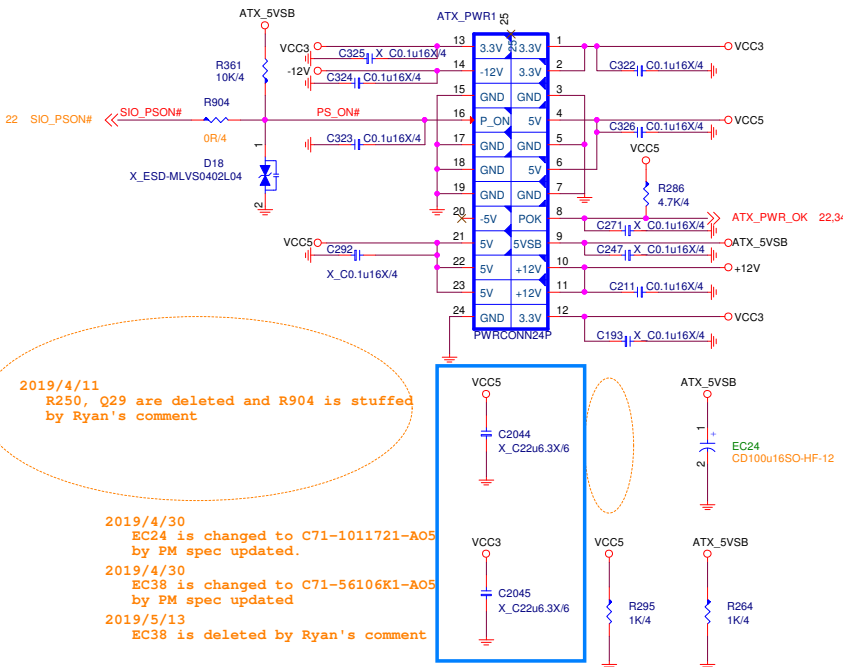 ATX_5VSB
ATX_PWR1
25
25
VCC3
C325 X_C0.1u16X/4
13
3.3V 3.3V
1
VCC3
R361
10K/4
-12V
C324 C0.1u16X/4
14
-12V 3.3V
2
C322 C0.1u16X/4
15
GND GND
3
R904
22 SIO_PSON#
SIO_PSON#
PS_ON#
16
P_ON 5V
4
VCC5
0R/4
C323 C0.1u16X/4
17
GND GND
5
C326 C0.1u16X/4
VCC5
1
D18
X_ESD-MLVS0402L04
2
18
GND 5V
6
19
GND GND
7
R286
4.7K/4
20
-5V POK
8
ATX_PWR_OK 22,34
C271 X_C0.1u16X/4
VCC5
C292
X_C0.1u16X/4
21
5V 5VSB
9
ATX_5VSB
C247 X_C0.1u16X/4
22
5V +12V
10
+12V
23
5V +12V
11
C211 C0.1u16X/4
24
GND 3.3V
12
VCC3
PWRCONN24P
C193 X_C0.1u16X/4
2019/4/11
R250, Q29 are deleted and R904 is stuffed
by Ryan's comment
VCC5
C2044
X_C22u6.3X/6
ATX_5VSB
1
+
2
EC24
CD100u16SO-HF-12
2019/4/30
EC24 is changed to C71-1011721-AO5
by PM spec updated.
2019/4/30
EC38 is changed to C71-56106K1-AO5
by PM spec updated
2019/5/13
EC38 is deleted by Ryan's comment
VCC3
C2045
X_C22u6.3X/6
VCC5
R295
1K/4
ATX_5VSB
R264
1K/4